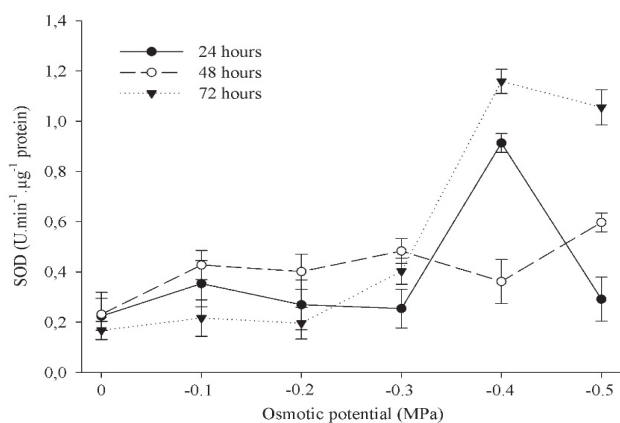 1,4
1,2
1,0
0,8
0,6
0,4
0,2
0,0
SOD (U.min⁻¹.µg⁻¹ protein)
24 hours
48 hours
72 hours
0 -0.1 -0.2 -0.3 -0.4 -0.5
Osmotic potential (MPa)